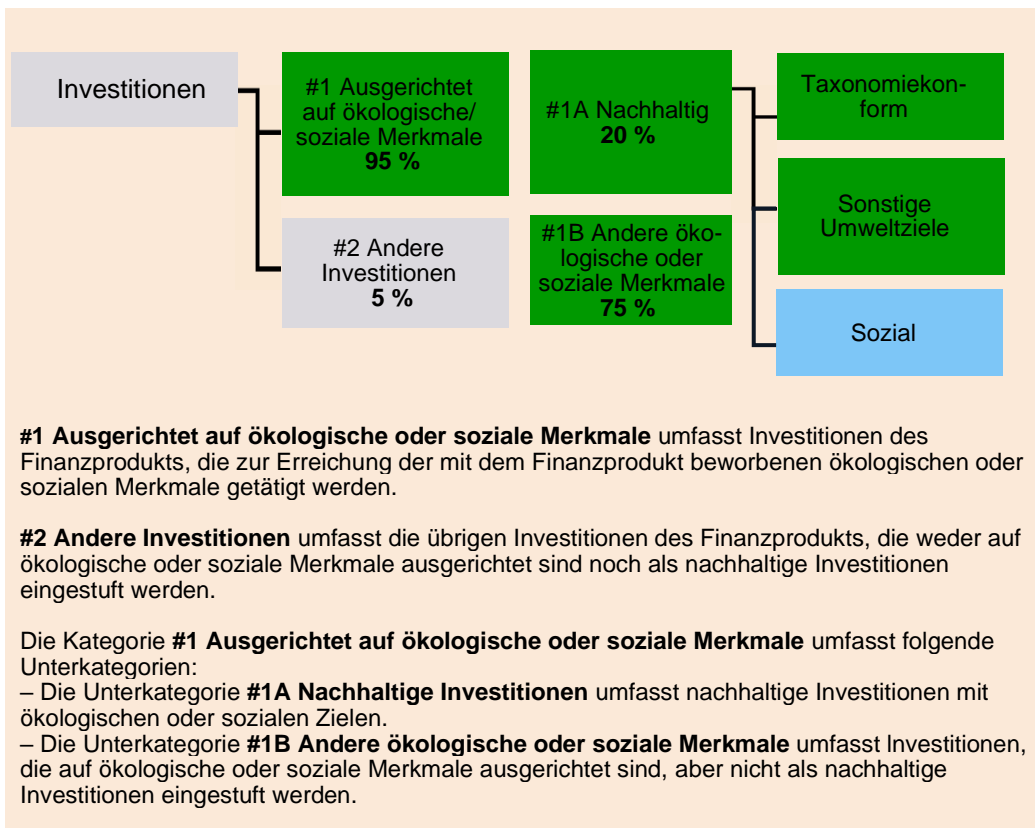 Investitionen
#1 Ausgerichtet
auf ökologische/
soziale Merkmale
95 %
#2 Andere
Investitionen
5 %
#1A Nachhaltig
20 %
#1B Andere öko-
logische oder
soziale Merkmale
75 %
Taxonomiekon-
form
Sonstige
Umweltziele
Sozial
#1 Ausgerichtet auf ökologische oder soziale Merkmale umfasst Investitionen des
Finanzprodukts, die zur Erreichung der mit dem Finanzprodukt beworbenen ökologischen oder
sozialen Merkmale getätigt werden.
#2 Andere Investitionen umfasst die übrigen Investitionen des Finanzprodukts, die weder auf
ökologische oder soziale Merkmale ausgerichtet sind noch als nachhaltige Investitionen
eingestuft werden.
Die Kategorie #1 Ausgerichtet auf ökologische oder soziale Merkmale umfasst folgende
Unterkategorien:
– Die Unterkategorie #1A Nachhaltige Investitionen umfasst nachhaltige Investitionen mit
ökologischen oder sozialen Zielen.
– Die Unterkategorie #1B Andere ökologische oder soziale Merkmale umfasst Investitionen,
die auf ökologische oder soziale Merkmale ausgerichtet sind, aber nicht als nachhaltige
Investitionen eingestuft werden.